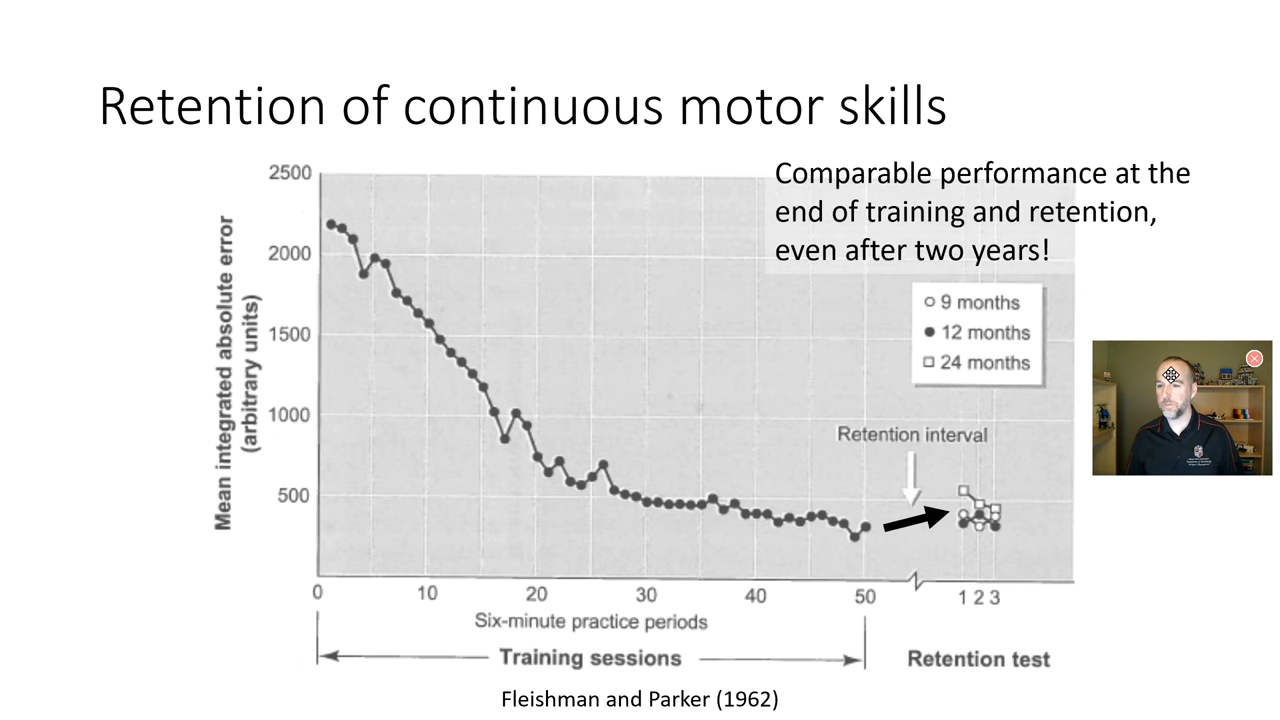 Retention of continuous motor skills
Comparable performance at the
end of training and retention,
even after two years!
Mean integrated absolute error
(arbitrary units)
2500
2000
1500
1000
500
9 months
12 months
24 months
Retention interval
0
10
20
30
40
50
1 2 3
Six-minute practice periods
Training sessions
Retention test
Fleishman and Parker (1962)